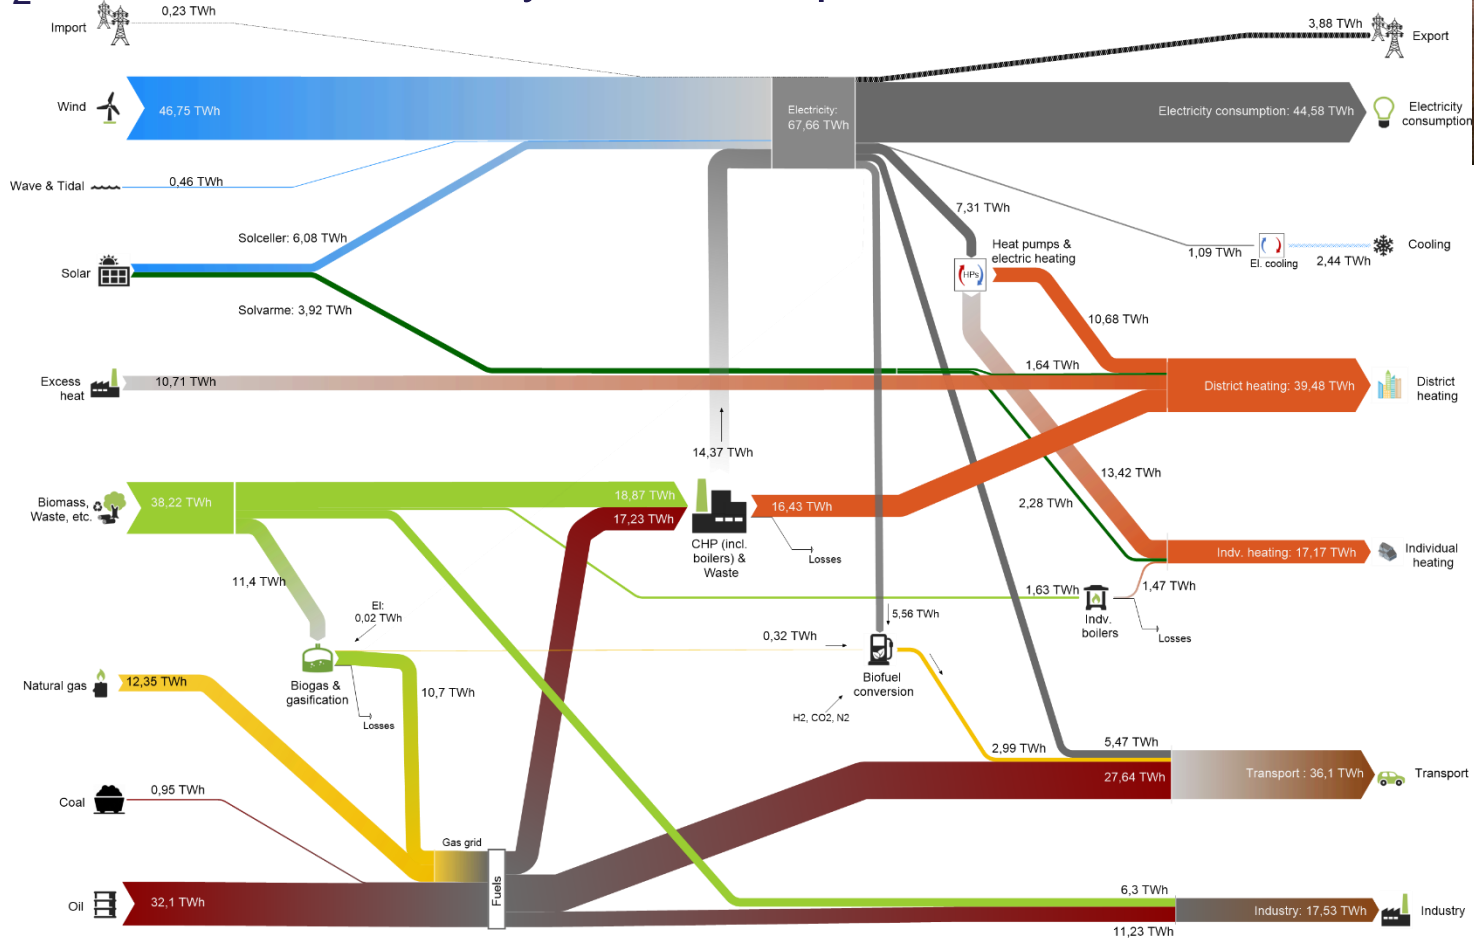 0,23 TWh
Import
3,88 TWh
Export
Wind
46,75 TWh
Electricity:
67,66 TWh
Electricity consumption: 44,58 TWh
Electricity
consumption
Wave & Tidal
0,46 TWh
7,31 TWh
Solceller: 6,08 TWh
Heat pumps &
electric heating
1,09 TWh
El. cooling
2,44 TWh
Cooling
Solar
HPs
Solvarme: 3,92 TWh
10,68 TWh
1,64 TWh
Excess
heat
10,71 TWh
District heating: 39,48 TWh
District
heating
14,37 TWh
13,42 TWh
Biomass,
Waste, etc.
38,22 TWh
18,87 TWh
17,23 TWh
16,43 TWh
2,28 TWh
CHP (incl.
boilers) &
Waste
Losses
Indv. heating: 17,17 TWh
Individual
heating
11,4 TWh
1,63 TWh
1,47 TWh
El:
0,02 TWh
5,56 TWh
Indv.
boilers
Losses
0,32 TWh
Biogas &
gasification
Biofuel
conversion
Natural gas
12,35 TWh
10,7 TWh
Losses
H2, CO2, N2
2,99 TWh
5,47 TWh
27,64 TWh
Transport : 36,1 TWh
Transport
Coal
0,95 TWh
Gas grid
Fuels
Oil
32,1 TWh
6,3 TWh
Industry: 17,53 TWh
Industry
11,23 TWh